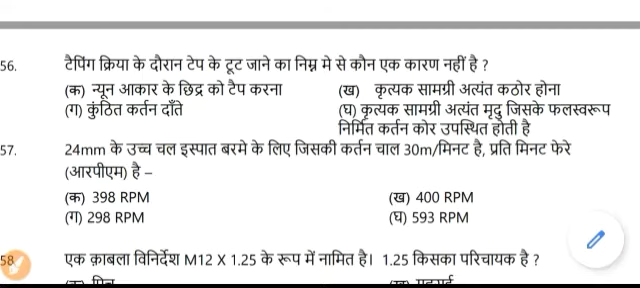 56. टैपिंग क्रिया के दौरान टेप के टूट जाने का निम्न मे से कौन एक कारण नहीं है ?
(क) न्यून आकार के छिद्र को टैप करना (ख) कृत्यक सामग्री अत्यंत कठोर होना
(ग) कुंठित कर्तन दाँते (घ) कृत्यक सामग्री अत्यंत मृदु जिसके फलस्वरूप
निर्मित कर्तन कोर उपस्थित होती है
57. 24mm के उच्च चल इस्पात बरमे के लिए जिसकी कर्तन चाल 30m/मिनट है, प्रति मिनट फेरे
(आरपीएम) है –
(क) 398 RPM (ख) 400 RPM
(ग) 298 RPM (घ) 593 RPM
58 एक क़ाबला विनिर्देश M12 X 1.25 के रूप में नामित है। 1.25 किसका परिचायक है ?